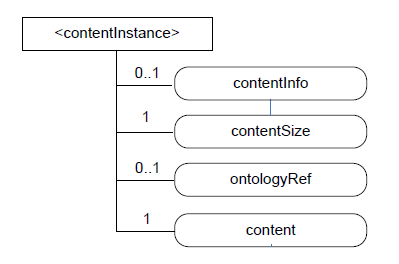 <contentInstance>
0..1
contentInfo
1
contentSize
0..1
ontologyRef
1
content